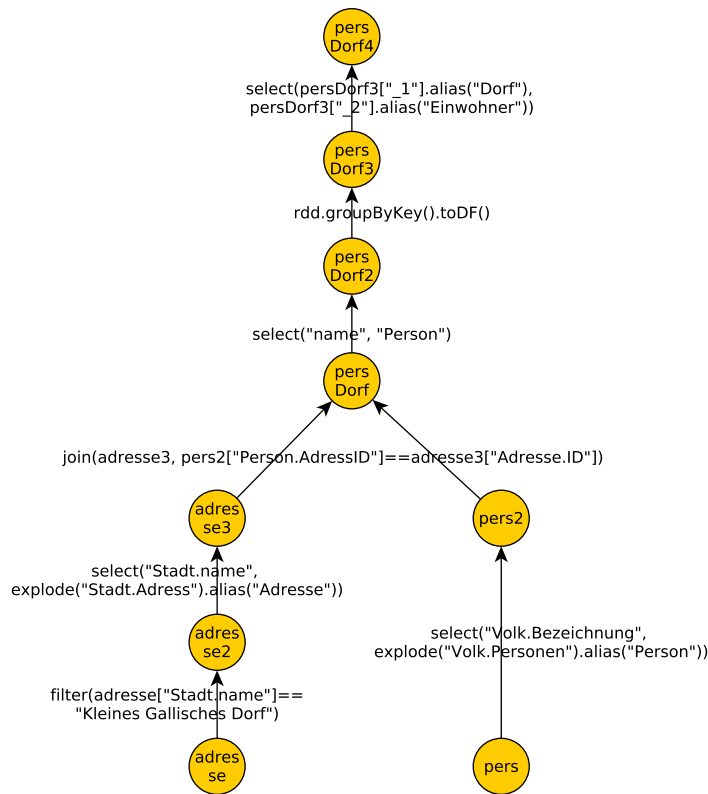 pers
Dorf4
select(persDorf3["_1"].alias("Dorf"),
persDorf3["_2"].alias("Einwohner"))
pers
Dorf3
rdd.groupByKey().toDF()
pers
Dorf2
select("name", "Person")
pers
Dorf
join(adresse3, pers2["Person.AdressID"]==adresse3["Adresse.ID"])
adres
se3
pers2
select("Stadt.name",
explode("Stadt.Adress").alias("Adresse"))
adres
se2
select("Volk.Bezeichnung",
explode("Volk.Personen").alias("Person"))
filter(adresse["Stadt.name"]==
"Kleines Gallisches Dorf")
adres
se
pers